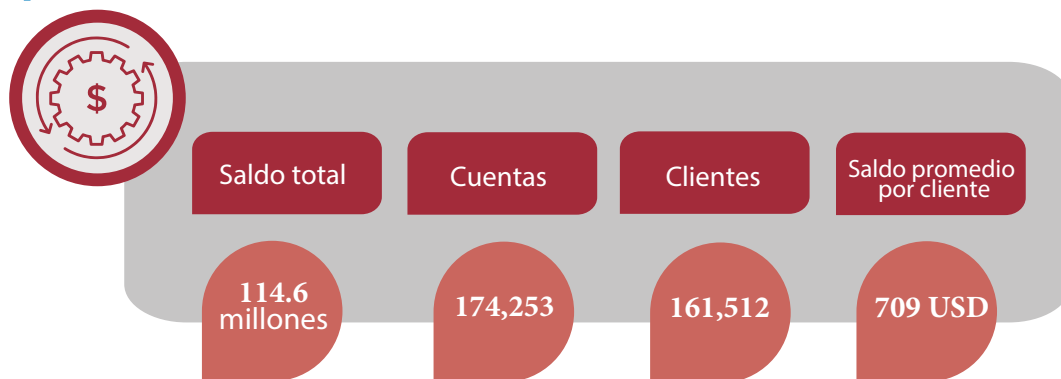 $
Saldo total
Cuentas
Clientes
Saldo promedio
por cliente
114.6
millones
174,253
161,512
709 USD